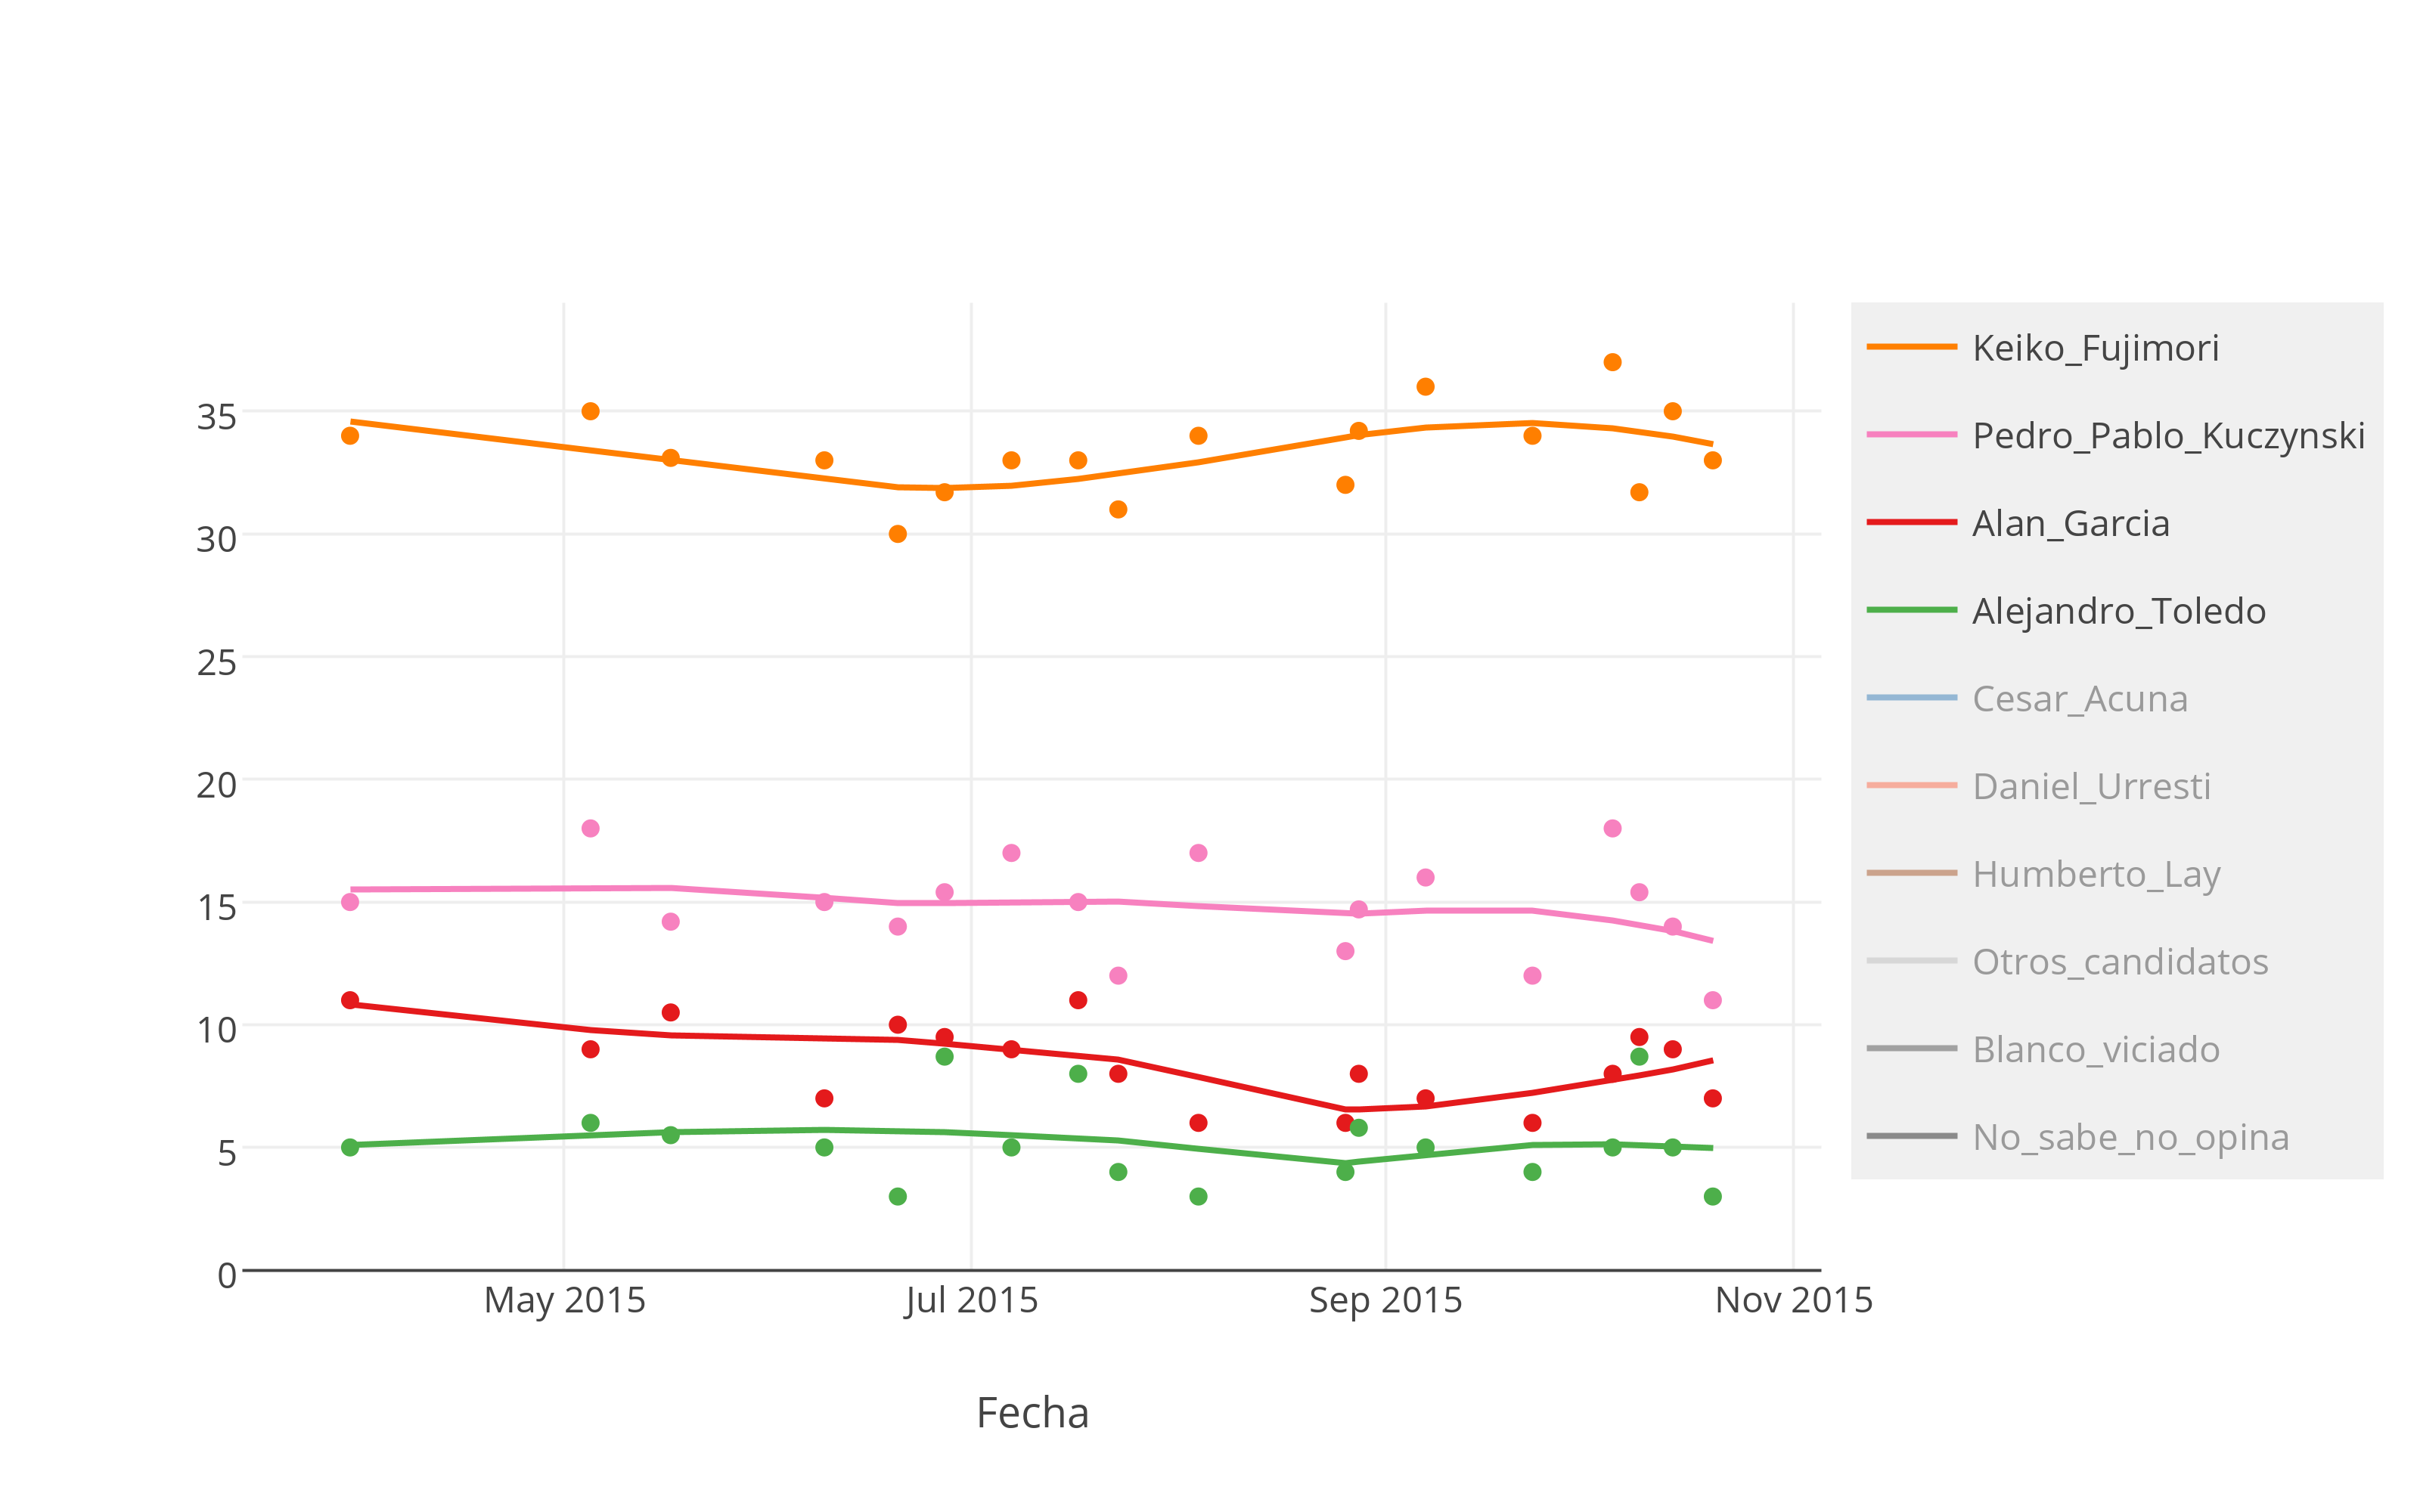 35
30
25
20
15
10
5
0
May 2015
Jul 2015
Sep 2015
Nov 2015
Fecha
Keiko_Fujimori
Pedro_Pablo_Kuczynski
Alan_Garcia
Alejandro_Toledo
Cesar_Acuna
Daniel_Urresti
Humberto_Lay
Otros_candidatos
Blanco_viciado
No_sabe_no_opina